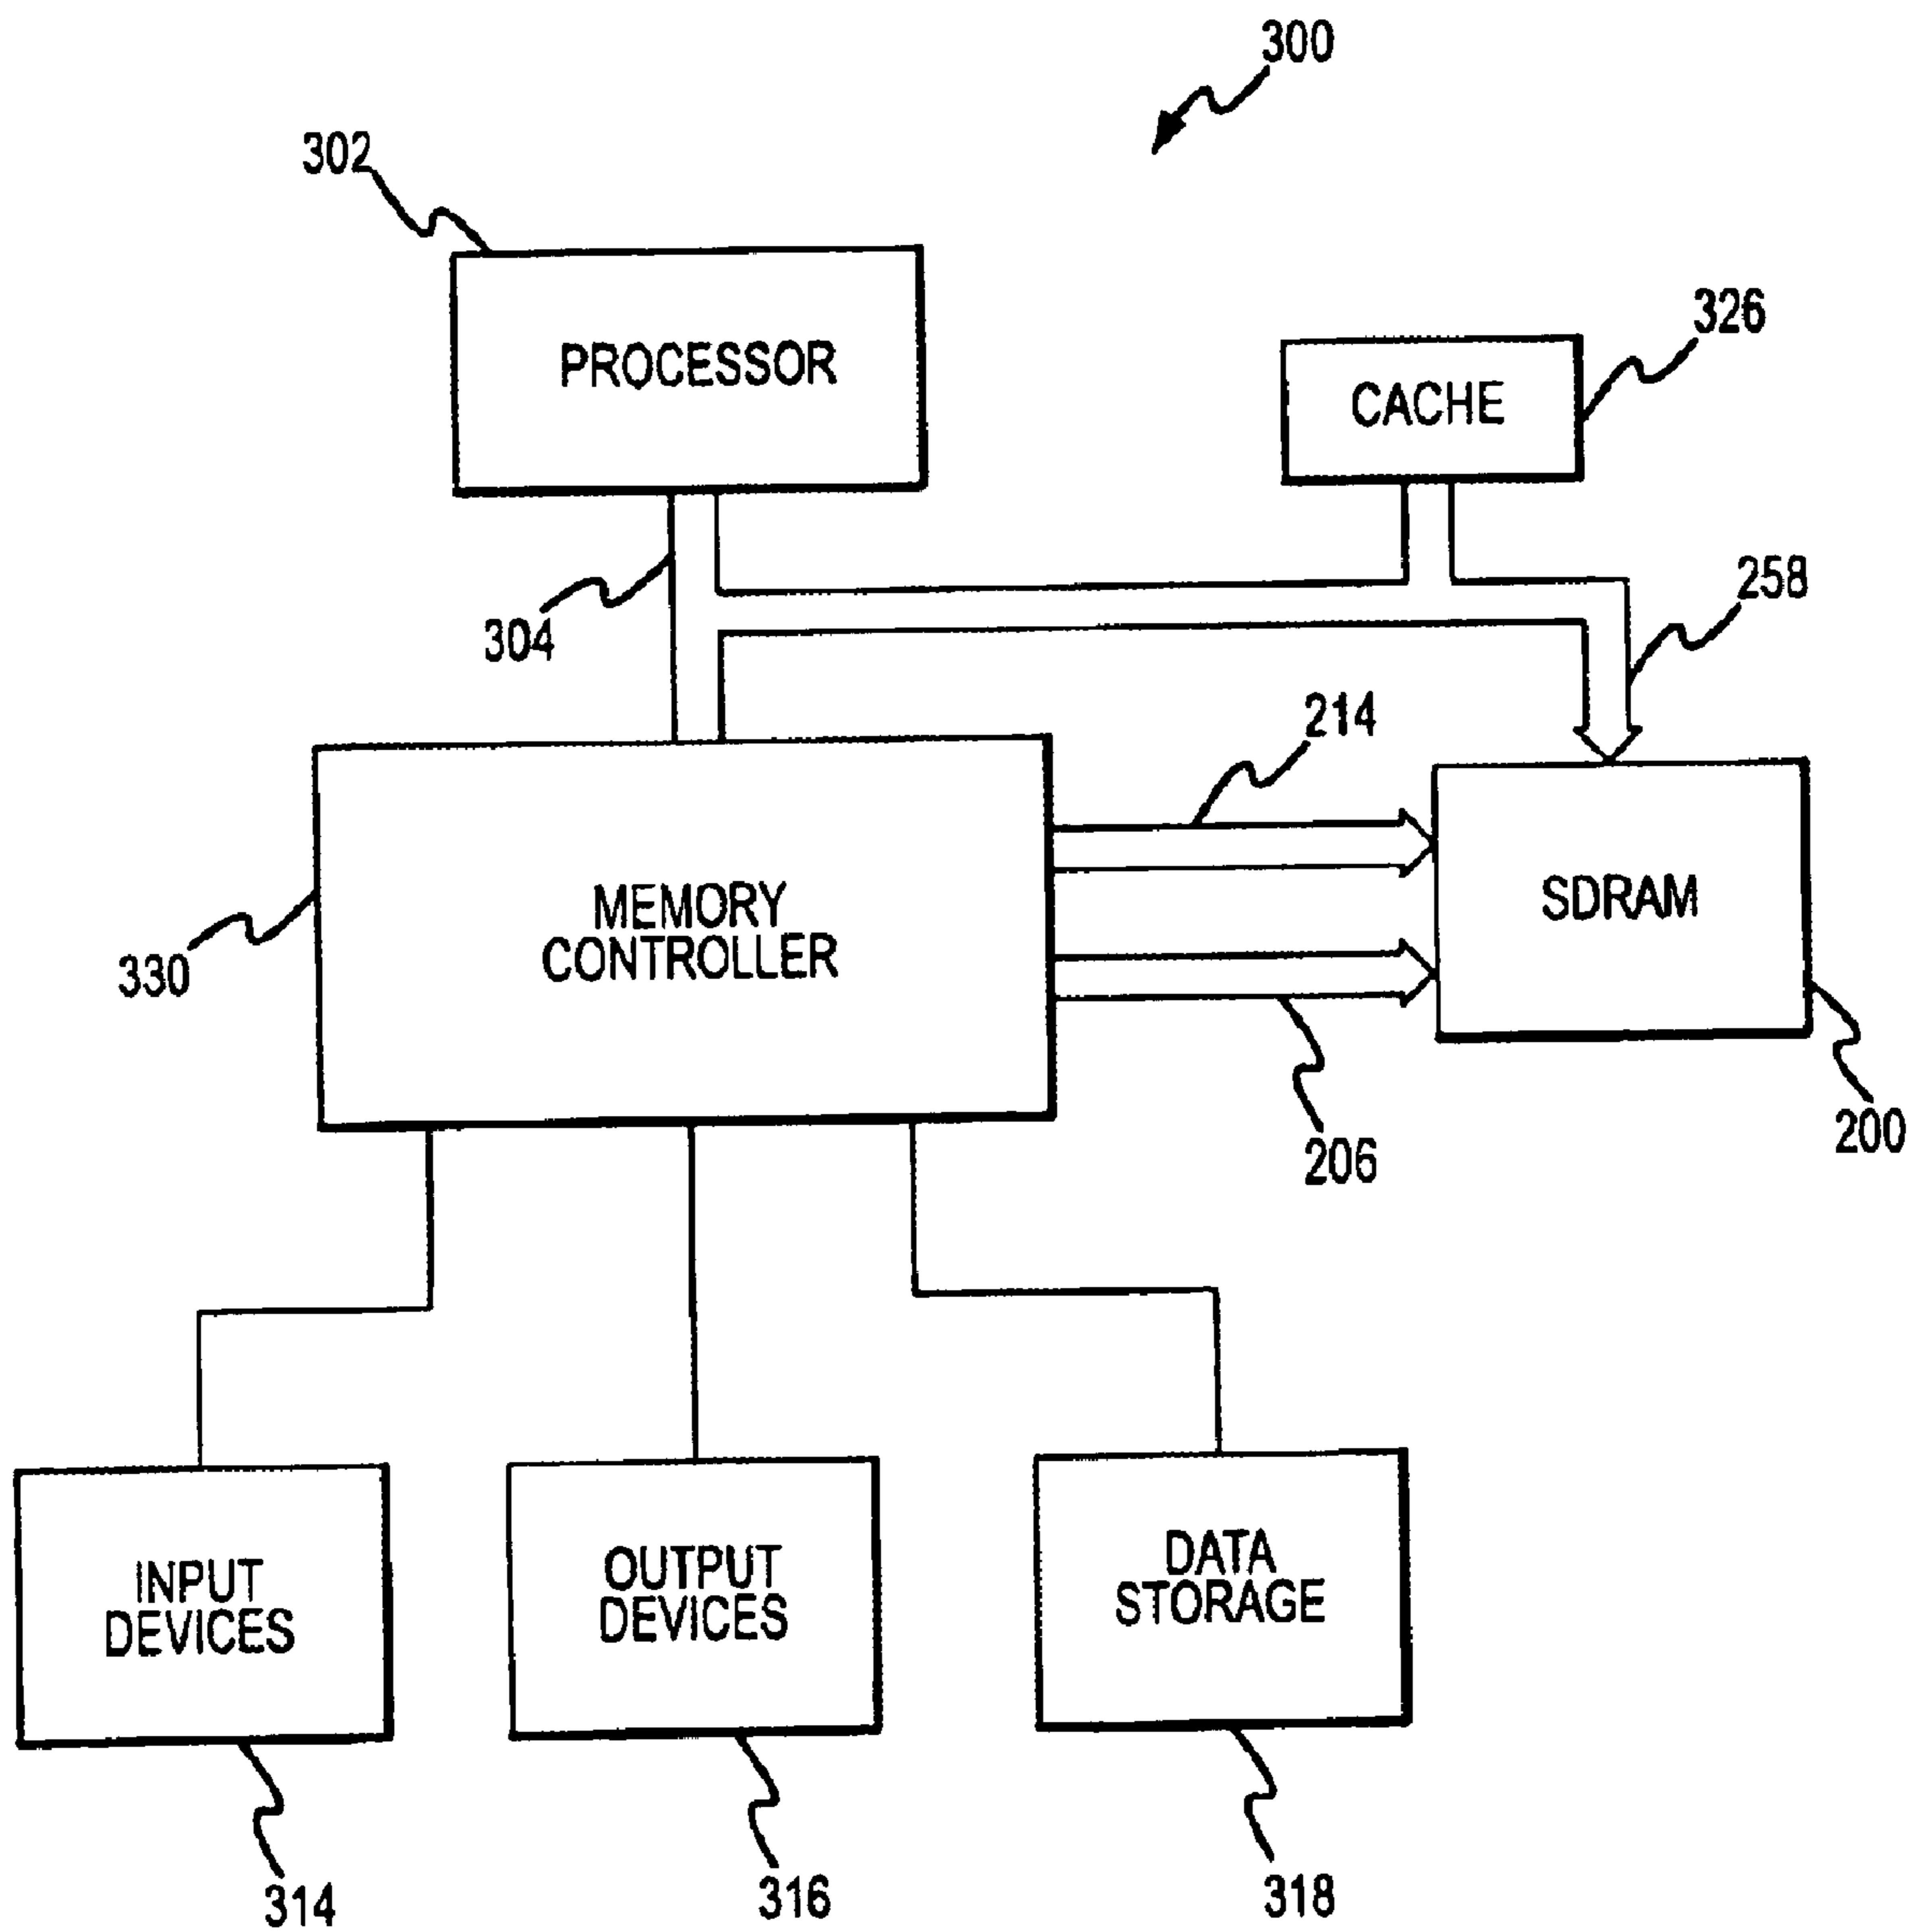 300
302
PROCESSOR
326
CACHE
304
258
214
MEMORY
CONTROLLER
SDRAM
330
206
200
INPUT
DEVICES
OUTPUT
DEVICES
DATA
STORAGE
314
316
318